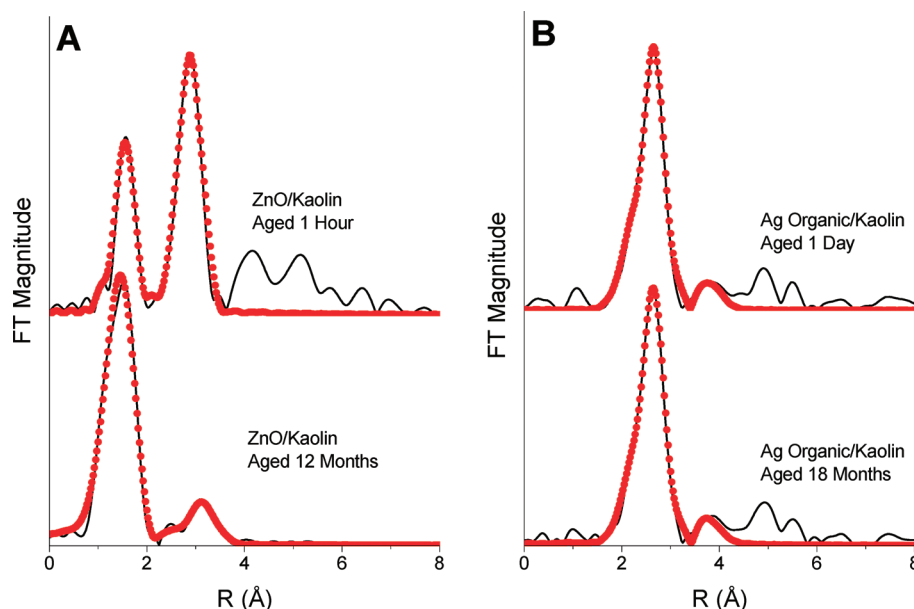 A
FT Magnitude
ZnO/Kaolin
Aged 1 Hour
ZnO/Kaolin
Aged 12 Months
0 2 4 6 8
R (Å)
B
FT Magnitude
Ag Organic/Kaolin
Aged 1 Day
Ag Organic/Kaolin
Aged 18 Months
0 2 4 6 8
R (Å)